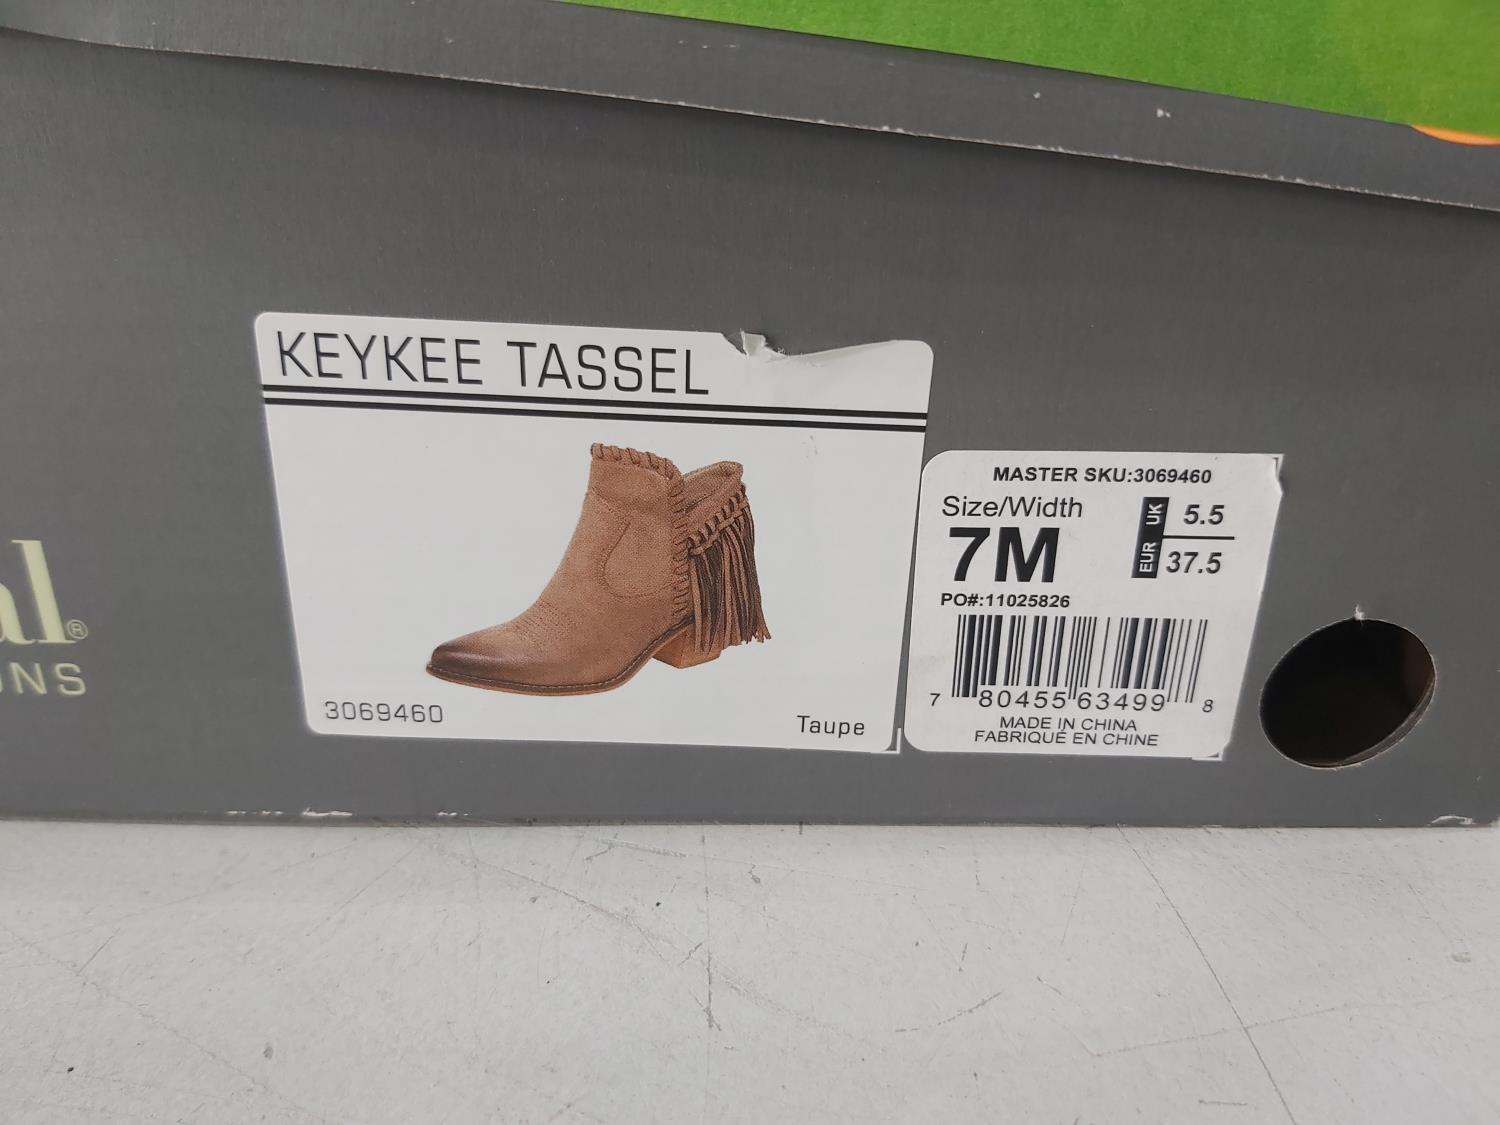 KEYKEE TASSEL
3069460
Taupe
MASTER SKU:3069460
Size/Width
7M
UK 5.5
EUR 37.5
PO#:11025826
7 80455 63499 8
MADE IN CHINA
FABRIQUÉ EN CHINE